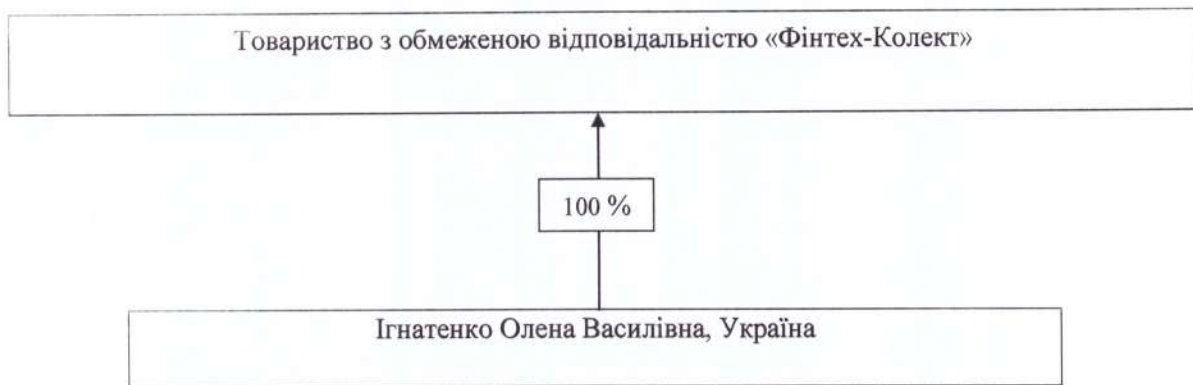 Товариство з обмеженою відповідальністю «Фінтех-Колект»
100 %
Ігнатенко Олена Василівна, Україна